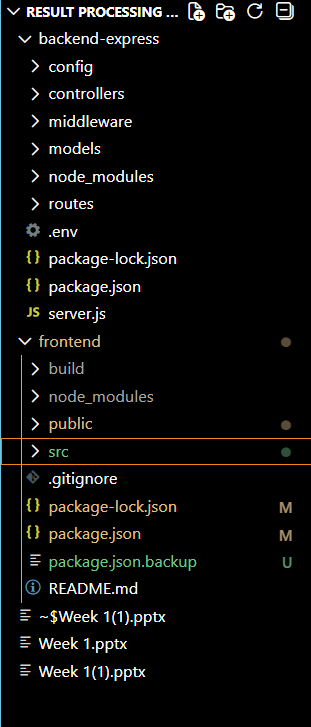 RESULT PROCESSING ...
backend-express
config
controllers
middleware
models
node_modules
routes
.env
{} package-lock.json
{} package.json
JS server.js
frontend
build
node_modules
public
src
.gitignore
{} package-lock.json M
{} package.json M
package.json.backup U
README.md
~$Week 1(1).pptx
Week 1.pptx
Week 1(1).pptx